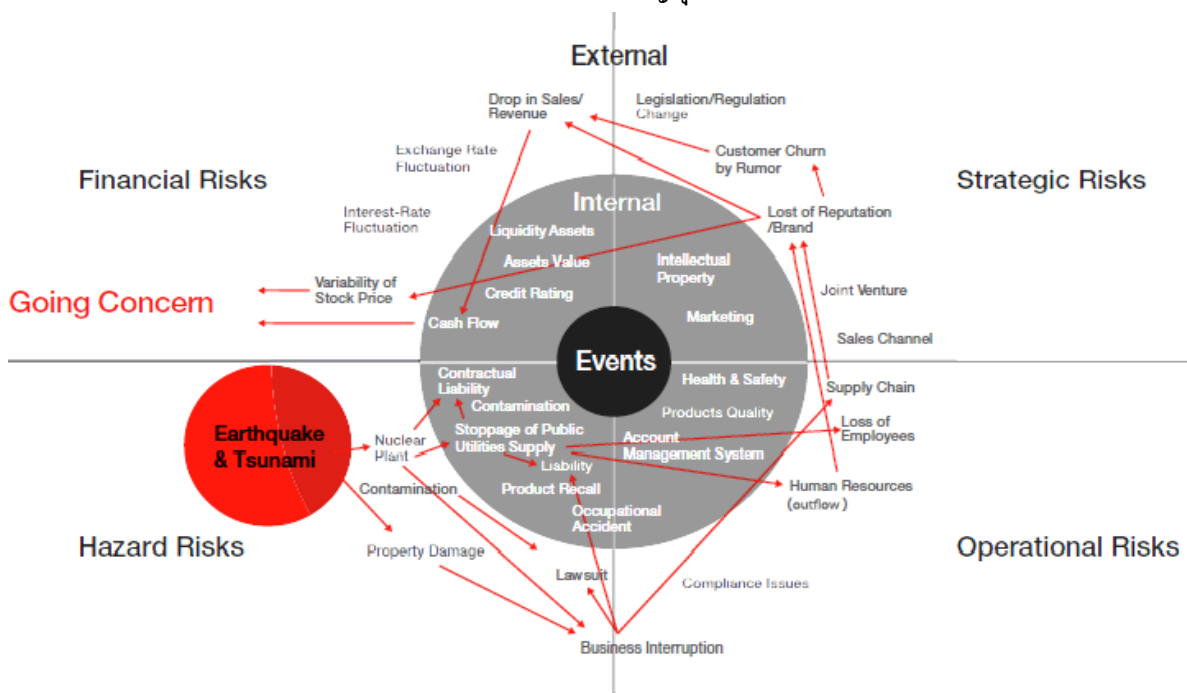 External
Drop in Sales/
Revenue
Legislation/Regulation
Change
Exchange Rate
Fluctuation
Customer Churn
by Rumor
Financial Risks
Strategic Risks
Internal
Interest-Rate
Fluctuation
Liquidity Assets
Lost of Reputation
/Brand
Assets Value
Intellectual
Property
Variability of
Stock Price
Credit Rating
Joint Venture
Going Concern
Cash Flow
Marketing
Sales Channel
Events
Contractual
Liability
Health & Safety
Supply Chain
Contamination
Products Quality
Earthquake
& Tsunami
Nuclear
Plant
Stoppage of Public
Utilities Supply
Account
Management System
Loss of
Employees
Liability
Contamination
Product Recall
Human Resources
(outflow)
Occupational
Accident
Hazard Risks
Property Damage
Operational Risks
Lawsuit
Compliance Issues
Business Interruption